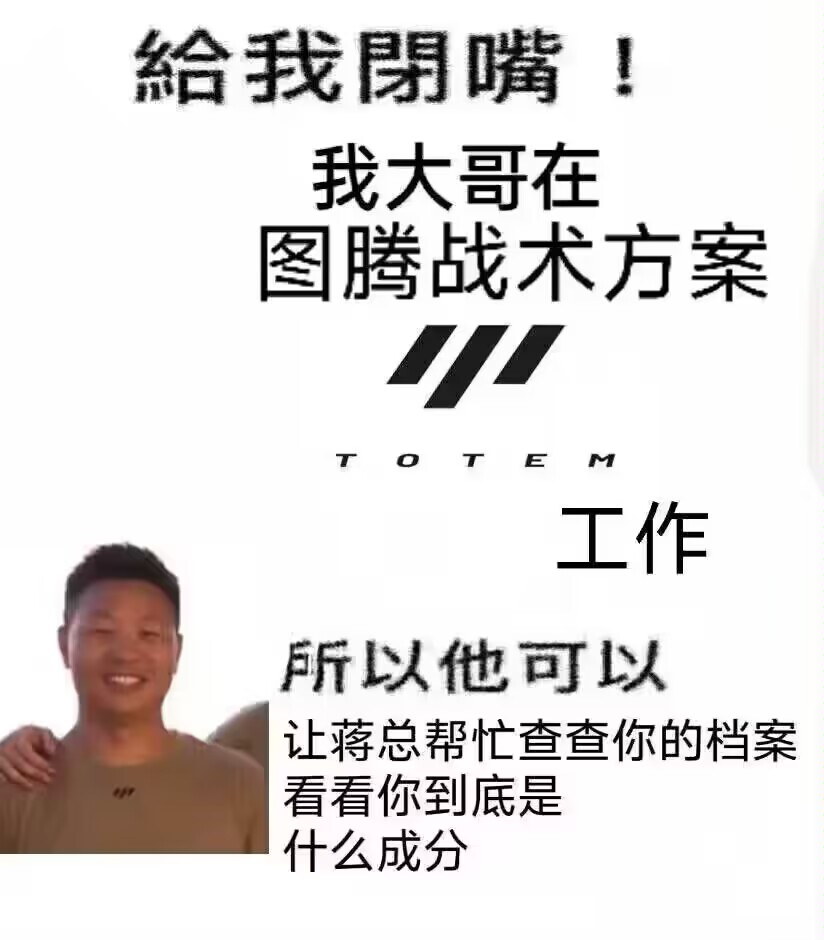 給我閉嘴！
我大哥在
图腾战术方案
TOTEM
工作
所以他可以
让蒋总帮忙查查你的档案
看看你到底是
什么成分